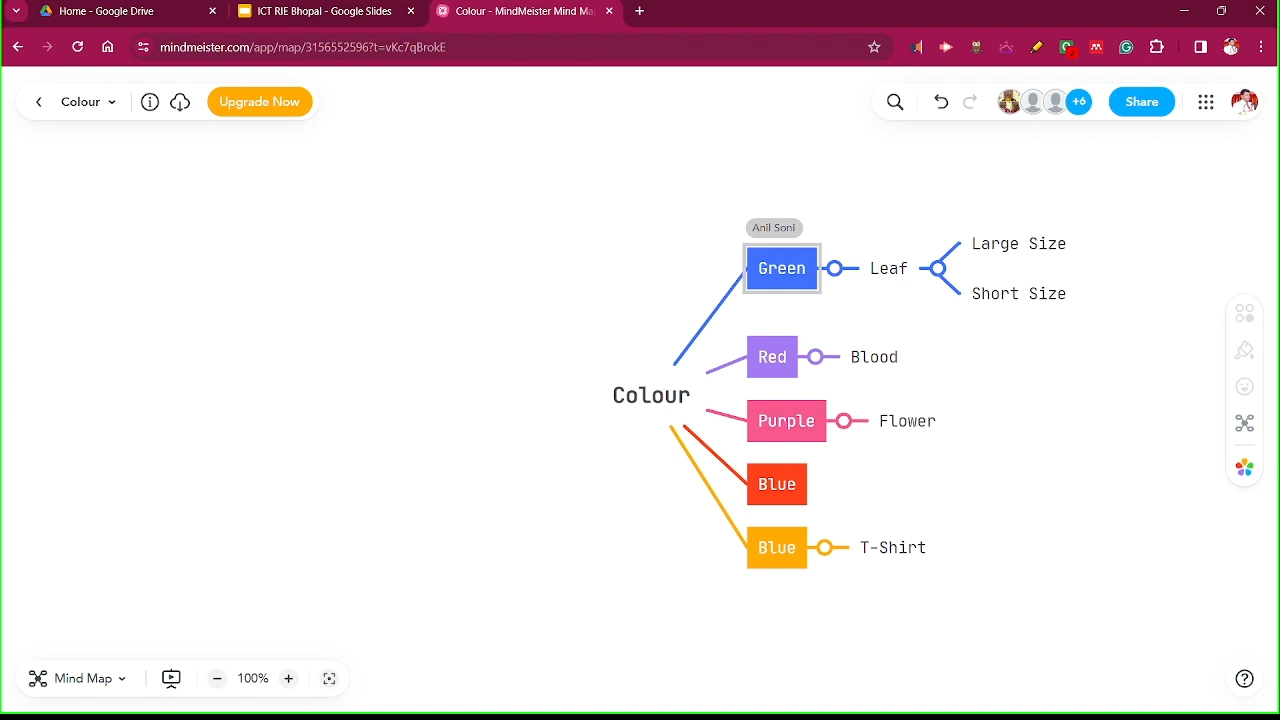 Home - Google Drive
ICT RIE Bhopal - Google Slides
Colour - MindMeister Mind Ma
mindmeister.com/app/map/3156552596?t=vKc7qBrokE
Colour
Upgrade Now
+6
Share
Anil Soni
Green
Leaf
Large Size
Short Size
Red
Blood
Colour
Purple
Flower
Blue
Blue
T-Shirt
Mind Map
100%